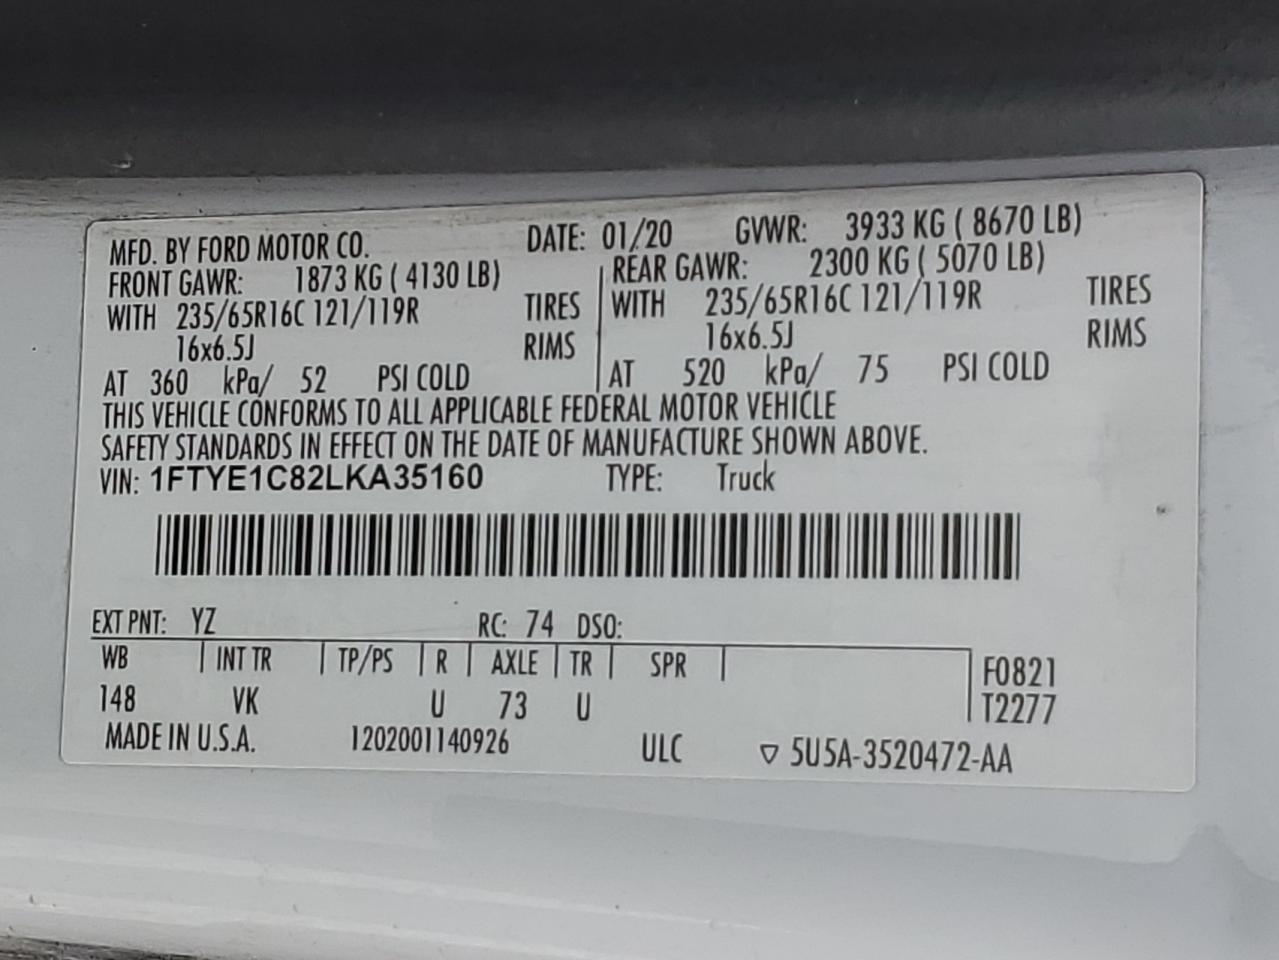 MFD. BY FORD MOTOR CO. DATE: 01/20 GVWR: 3933 KG ( 8670 LB)
FRONT GAWR: 1873 KG ( 4130 LB) REAR GAWR: 2300 KG ( 5070 LB)
WITH 235/65R16C 121/119R TIRES WITH 235/65R16C 121/119R TIRES
16x6.5J RIMS 16x6.5J RIMS
AT 360 kPa/ 52 PSI COLD AT 520 kPa/ 75 PSI COLD
THIS VEHICLE CONFORMS TO ALL APPLICABLE FEDERAL MOTOR VEHICLE
SAFETY STANDARDS IN EFFECT ON THE DATE OF MANUFACTURE SHOWN ABOVE.
VIN: 1FTYE1C82LKA35160 TYPE: Truck
EXT PNT: YZ RC: 74 DSO:
WB INT TR TP/PS R AXLE TR SPR F0821
148 VK U 73 U T2277
MADE IN U.S.A. 1202001140926 ULC ▽ 5U5A-3520472-AA